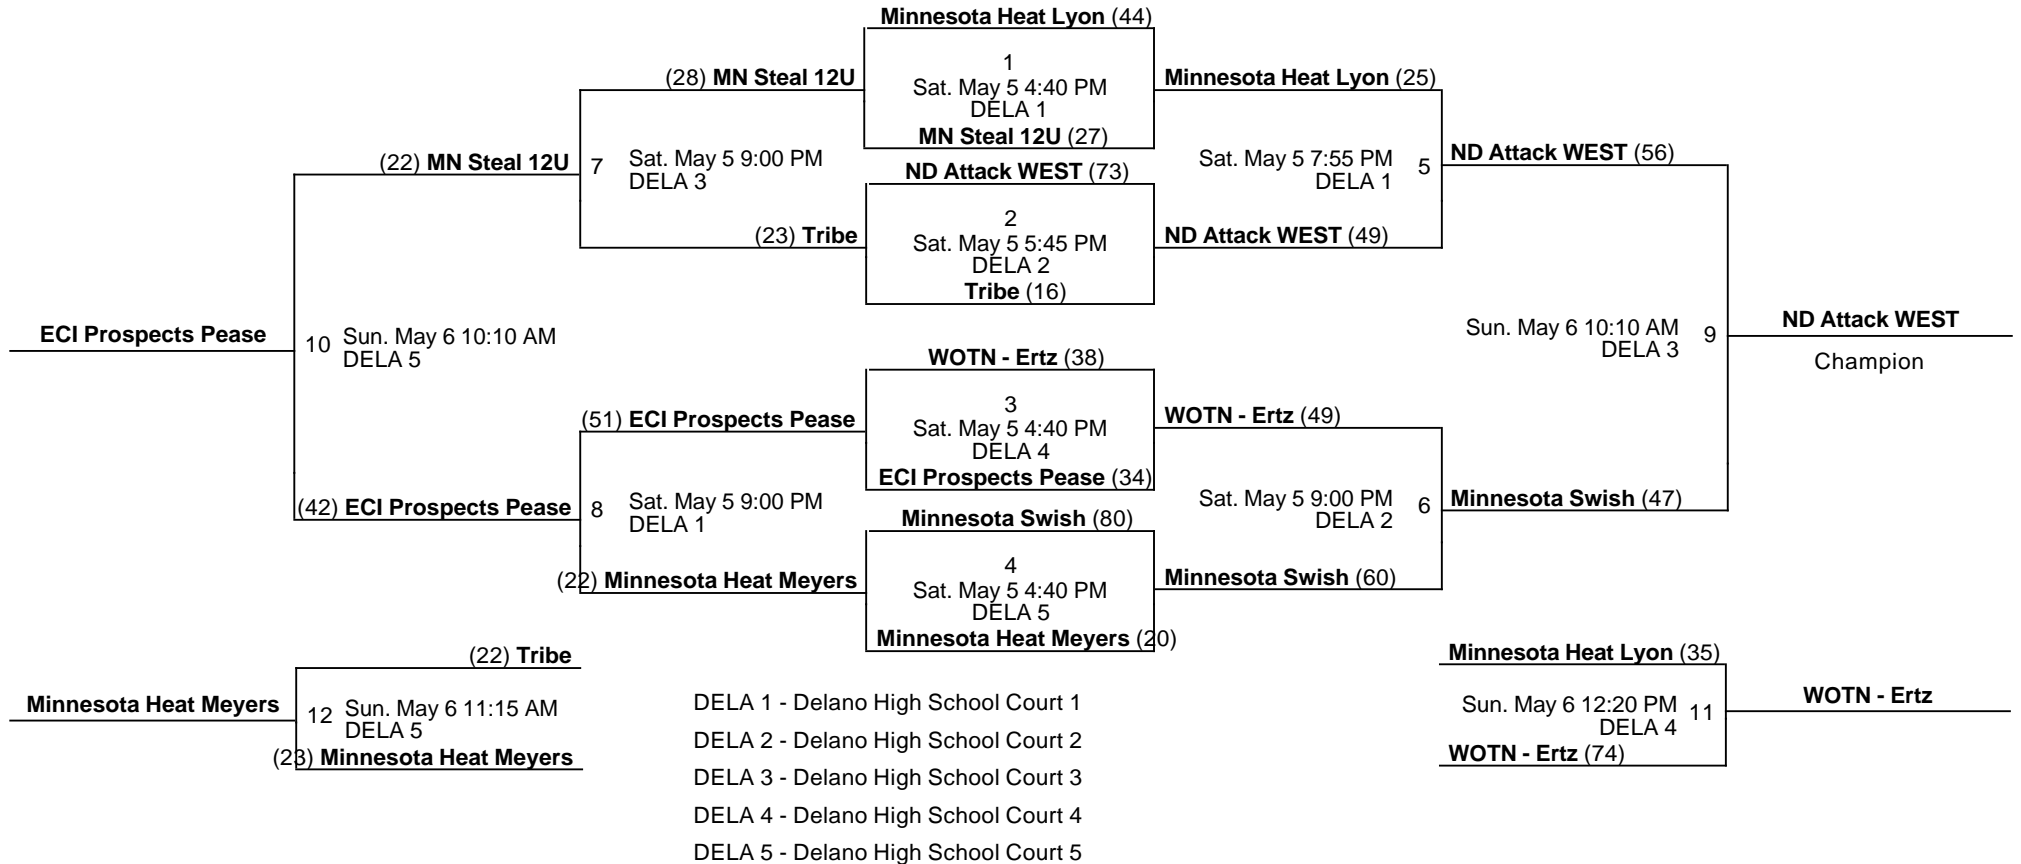 Minnesota Heat Lyon (44)
1
Sat. May 5 4:40 PM
DELA 1
MN Steal 12U (27)
(28) MN Steal 12U
Minnesota Heat Lyon (25)
(22) MN Steal 12U
7
Sat. May 5 9:00 PM
DELA 3
Sat. May 5 7:55 PM
DELA 1
5
ND Attack WEST (56)
ND Attack WEST (73)
2
Sat. May 5 5:45 PM
DELA 2
Tribe (16)
(23) Tribe
ND Attack WEST (49)
ECI Prospects Pease
10
Sun. May 6 10:10 AM
DELA 5
Sun. May 6 10:10 AM
DELA 3
9
ND Attack WEST
Champion
WOTN - Ertz (38)
3
Sat. May 5 4:40 PM
DELA 4
ECI Prospects Pease (34)
(51) ECI Prospects Pease
WOTN - Ertz (49)
(42) ECI Prospects Pease
8
Sat. May 5 9:00 PM
DELA 1
Sat. May 5 9:00 PM
DELA 2
6
Minnesota Swish (47)
Minnesota Swish (80)
4
Sat. May 5 4:40 PM
DELA 5
Minnesota Heat Meyers (20)
(22) Minnesota Heat Meyers
Minnesota Swish (60)
(22) Tribe
Minnesota Heat Meyers
12
Sun. May 6 11:15 AM
DELA 5
(23) Minnesota Heat Meyers
Minnesota Heat Lyon (35)
Sun. May 6 12:20 PM
DELA 4
11
WOTN - Ertz
WOTN - Ertz (74)
DELA 1 - Delano High School Court 1
DELA 2 - Delano High School Court 2
DELA 3 - Delano High School Court 3
DELA 4 - Delano High School Court 4
DELA 5 - Delano High School Court 5